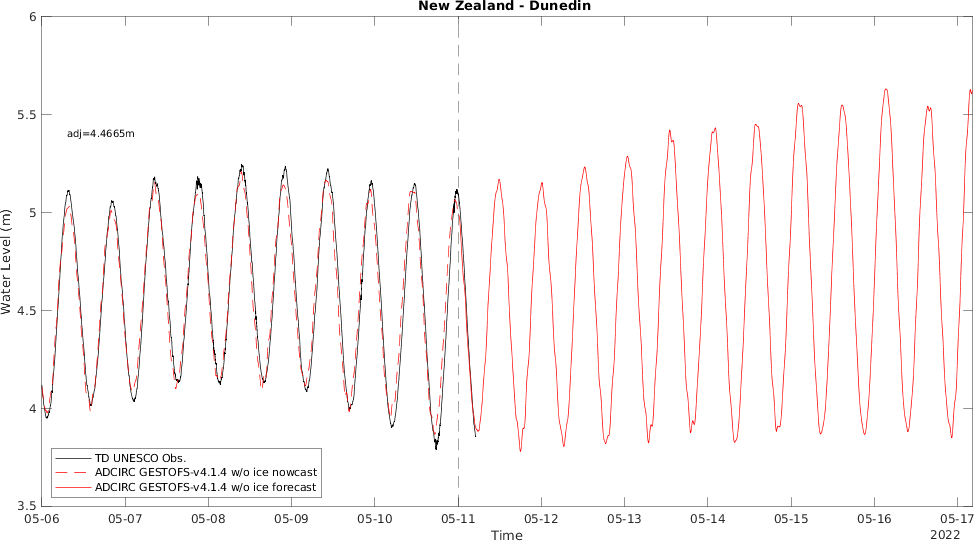 New Zealand - Dunedin
6
5.5
5
4.5
4
3.5
Water Level (m)
adj=4.4665m
TD UNESCO Obs.
ADCIRC GESTOFS-v4.1.4 w/o ice nowcast
ADCIRC GESTOFS-v4.1.4 w/o ice forecast
05-06 05-07 05-08 05-09 05-10 05-11 05-12 05-13 05-14 05-15 05-16 05-17
Time
2022